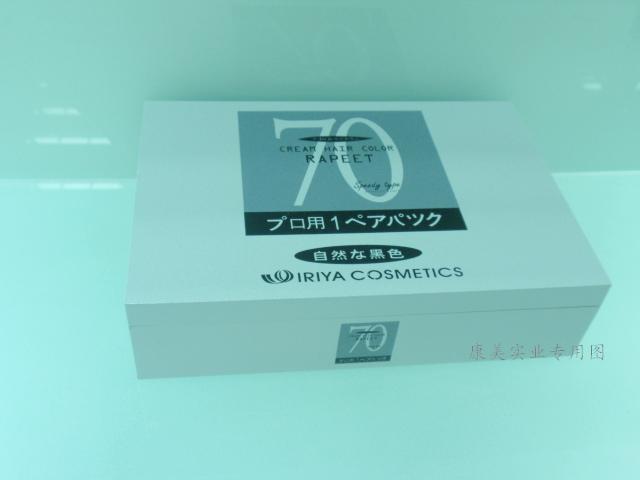 70
CREAM HAIR COLOR
RAPEET
Speedy type
プロ用1ペアパツク
自然な黒色
IRIYA COSMETICS
70
康美实业专用图